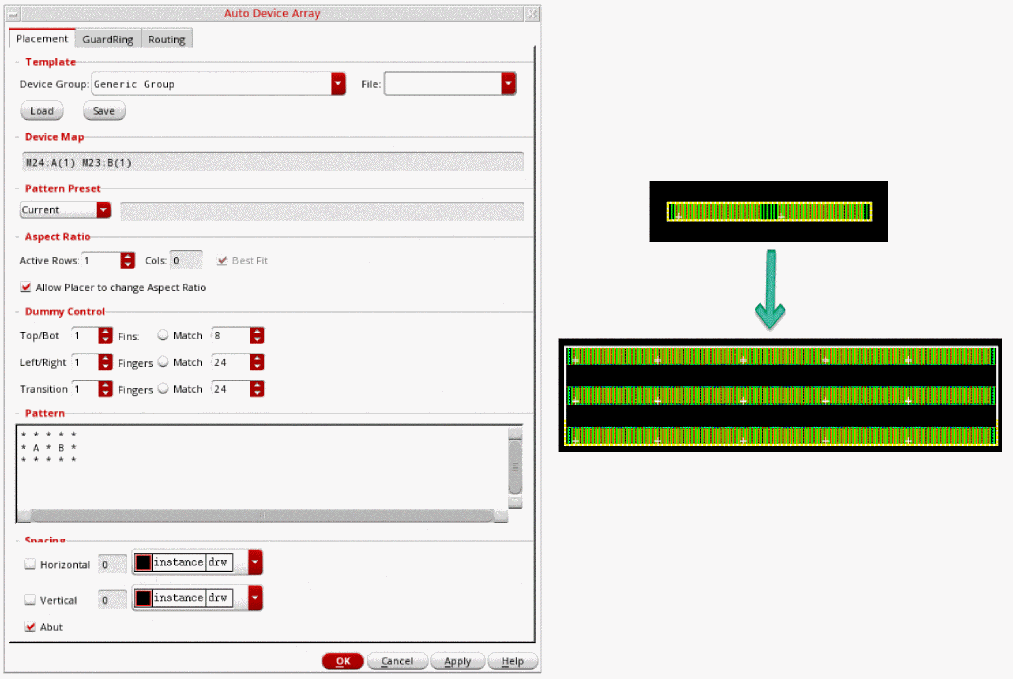 Auto Device Array
Placement GuardRing Routing
Template
Device Group: Generic Group File:
Load Save
Device Map
M24:A(1) M23:B(1)
Pattern Preset
Current
Aspect Ratio
Active Rows: 1 Cols: 0 Best Fit
Allow Placer to change Aspect Ratio
Dummy Control
Top/Bot 1 Fins: Match 8
Left/Right 1 Fingers Match 24
Transition 1 Fingers Match 24
Pattern
* * * * *
* A * B *
* * * * *
Spacing
Horizontal 0 instance drw
Vertical 0 instance drw
Abut
OK Cancel Apply Help